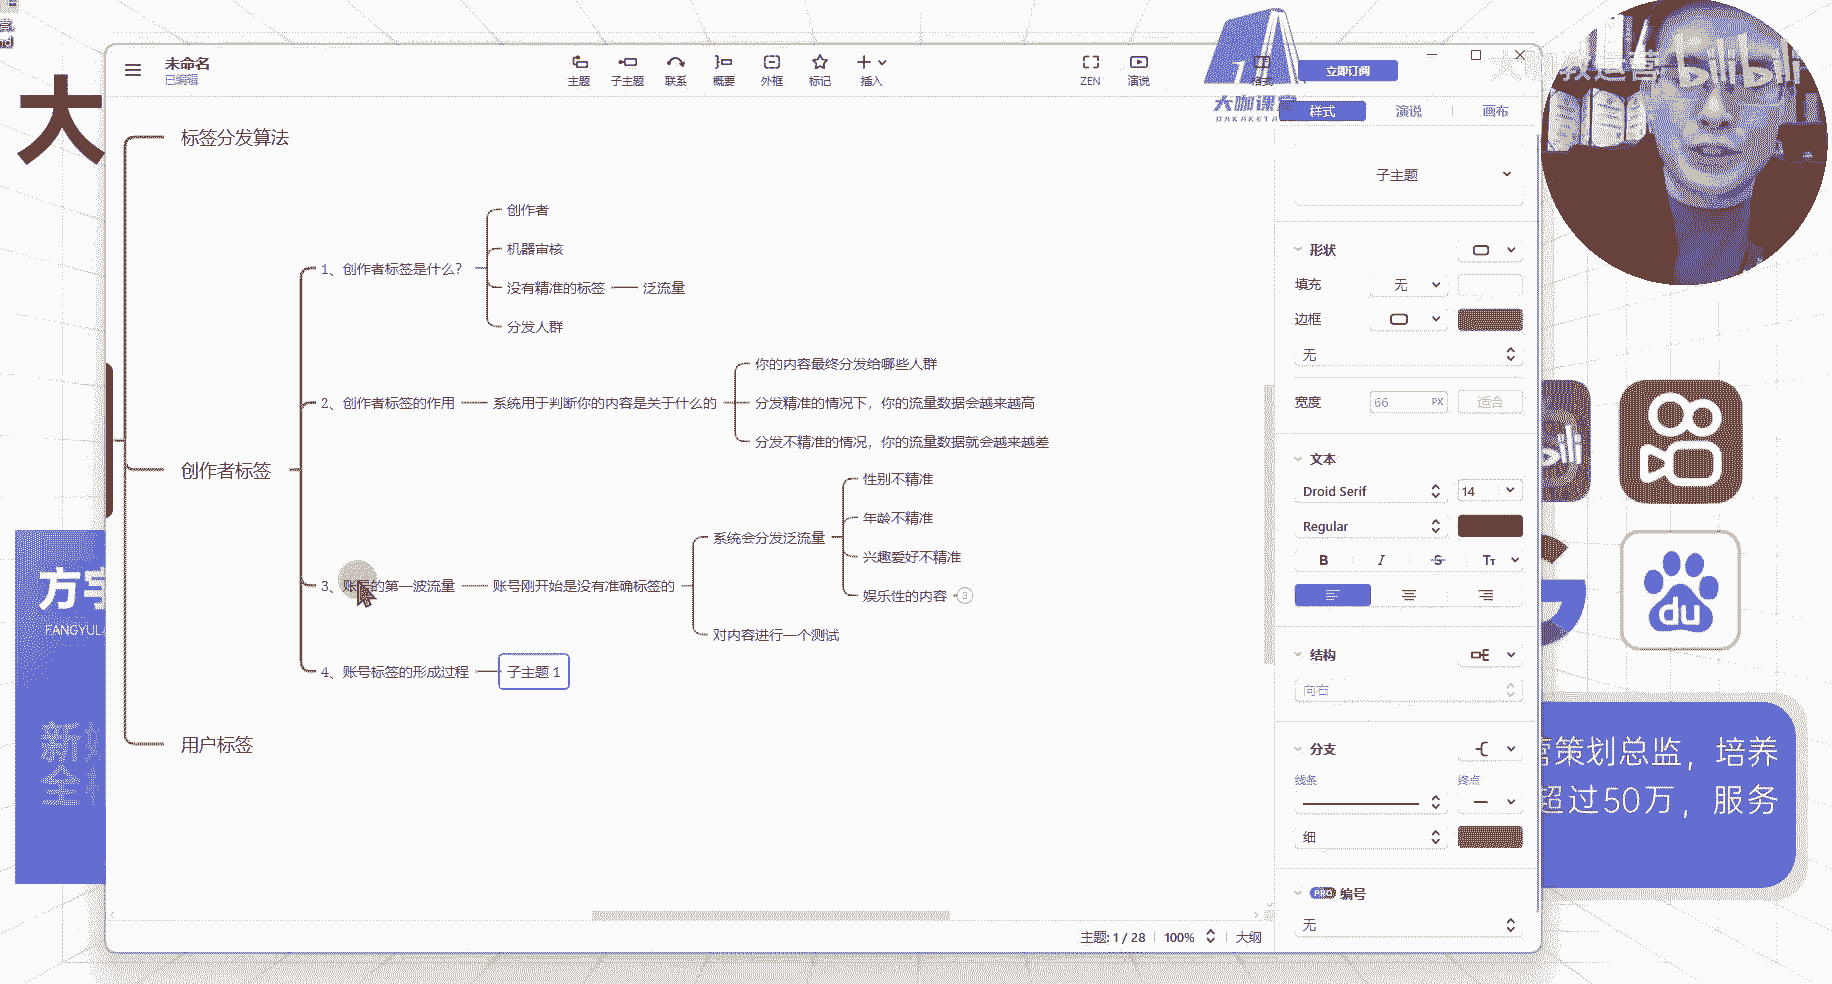 未命名
已编辑
主题
子主题
联系
概要
外框
标记
插入
ZEN
演说
格式
立即订阅
大咖课堂
DAKAKETA
教运营
bilibili
大
样式
演说
画布
标签分发算法
创作者标签
用户标签
1、创作者标签是什么?
创作者
机器审核
没有精准的标签
泛流量
分发人群
2、创作者标签的作用
系统用于判断你的内容是关于什么的
你的内容最终分发给哪些人群
分发精准的情况下，你的流量数据会越来越高
分发不精准的情况，你的流量数据就会越来越差
3、账号的第一波流量
账号刚开始是没有准确标签的
系统会分发泛流量
性别不精准
年龄不精准
兴趣爱好不精准
娱乐性的内容
3
对内容进行一个测试
4、账号标签的形成过程
子主题 1
子主题
形状
填充
无
边框
无
宽度
66
PX
适合
文本
Droid Serif
14
Regular
B
I
S
Tт
结构
向右
分支
线条
终点
细
PRO
编号
无
主题: 1 / 28
100%
大纲
方宇
FANGYUL
新
全
du
营策划总监，培养
超过50万，服务